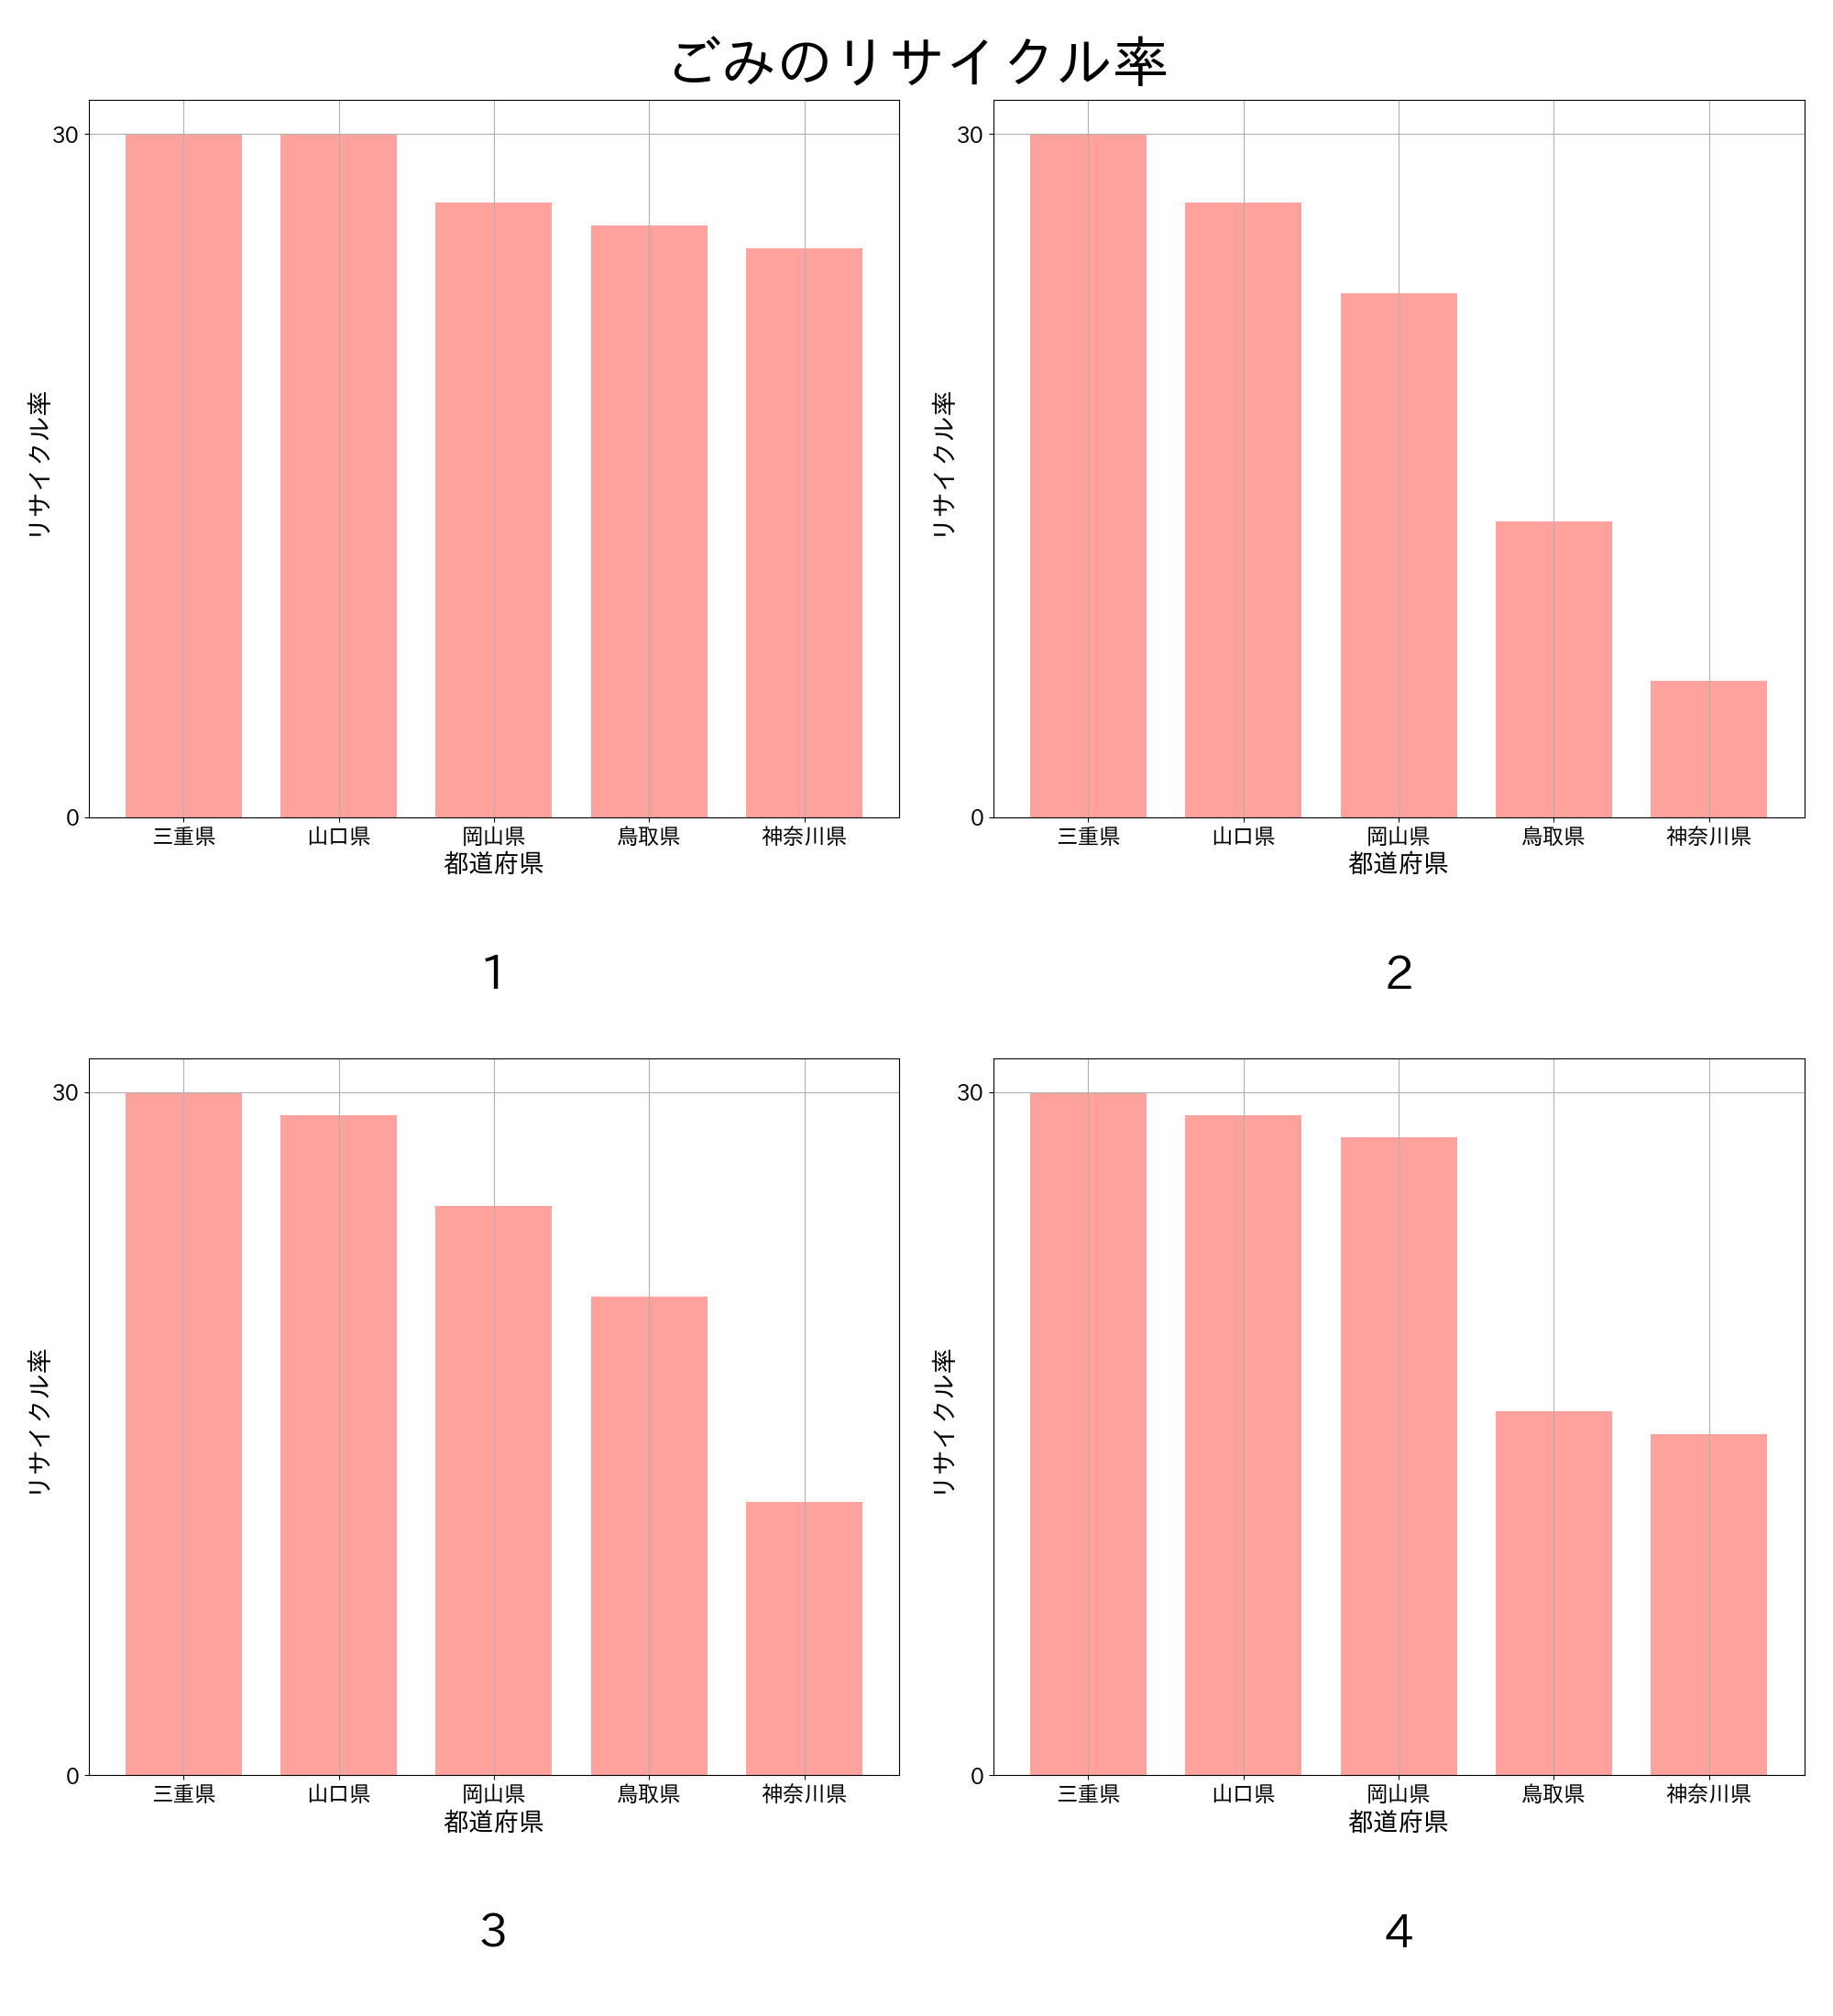 ごみのリサイクル率
30
0
リサイクル率
三重県 山口県 岡山県 鳥取県 神奈川県
都道府県
1
30
0
リサイクル率
三重県 山口県 岡山県 鳥取県 神奈川県
都道府県
2
30
0
リサイクル率
三重県 山口県 岡山県 鳥取県 神奈川県
都道府県
3
30
0
リサイクル率
三重県 山口県 岡山県 鳥取県 神奈川県
都道府県
4